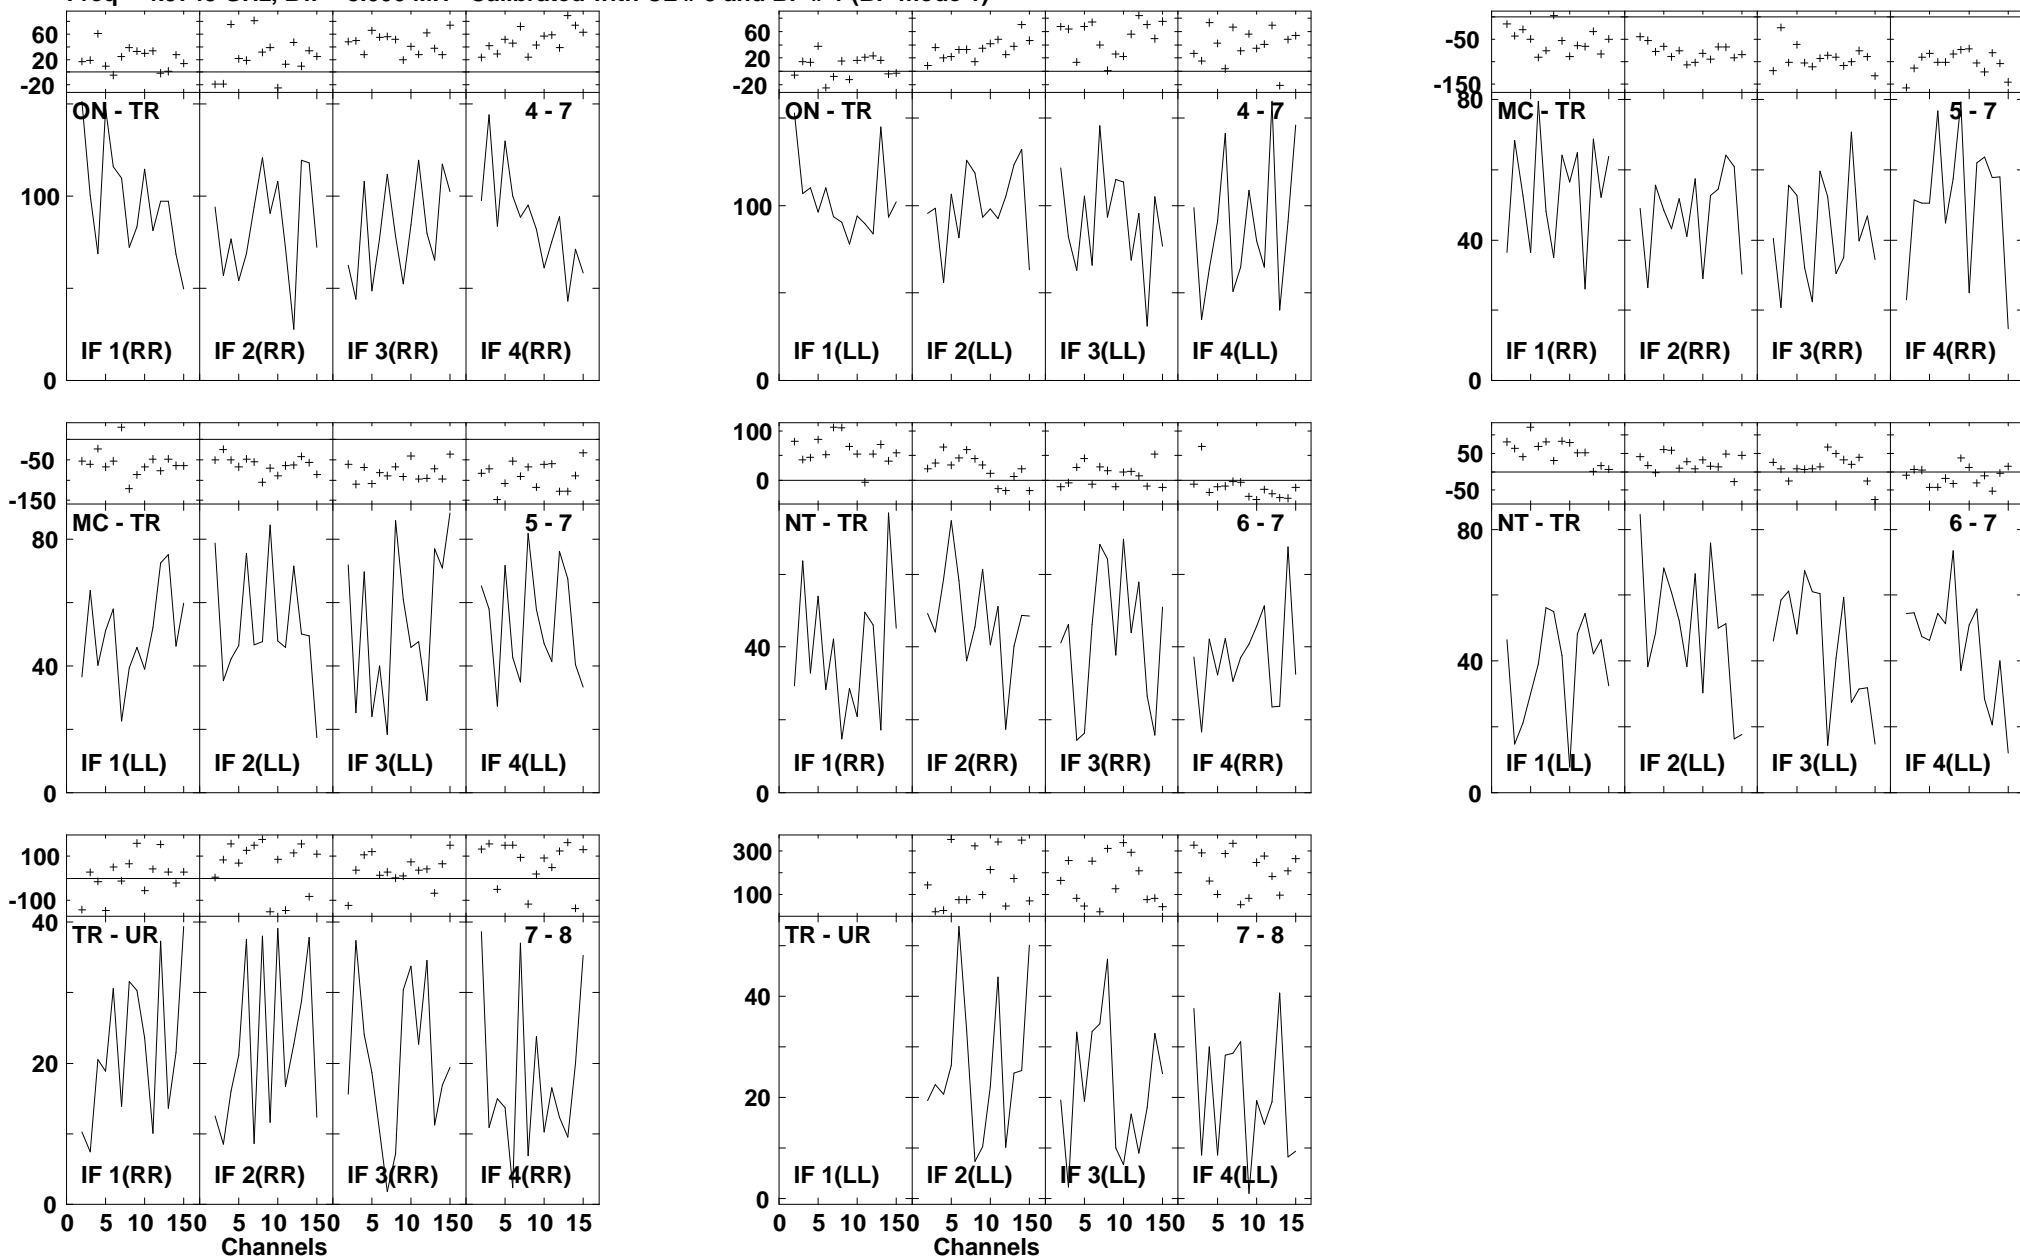 60
20
-20
ON - TR 4 - 7
100
0
IF 1(RR) IF 2(RR) IF 3(RR) IF 4(RR)
60
20
-20
ON - TR 4 - 7
100
0
IF 1(LL) IF 2(LL) IF 3(LL) IF 4(LL)
-50
-150
80
MC - TR 5 - 7
40
0
IF 1(RR) IF 2(RR) IF 3(RR) IF 4(RR)
-50
-150
MC - TR 5 - 7
80
40
0
IF 1(LL) IF 2(LL) IF 3(LL) IF 4(LL)
100
0
NT - TR 6 - 7
80
40
0
IF 1(RR) IF 2(RR) IF 3(RR) IF 4(RR)
50
-50
NT - TR 6 - 7
80
40
0
IF 1(LL) IF 2(LL) IF 3(LL) IF 4(LL)
100
-100
40
TR - UR 7 - 8
20
0
IF 1(RR) IF 2(RR) IF 3(RR) IF 4(RR)
0 5 10 15 0 5 10 15 0 5 10 15 0 5 10 15
Channels
300
100
TR - UR 7 - 8
40
20
0
IF 1(LL) IF 2(LL) IF 3(LL) IF 4(LL)
0 5 10 15 0 5 10 15 0 5 10 15 0 5 10 15
Channels